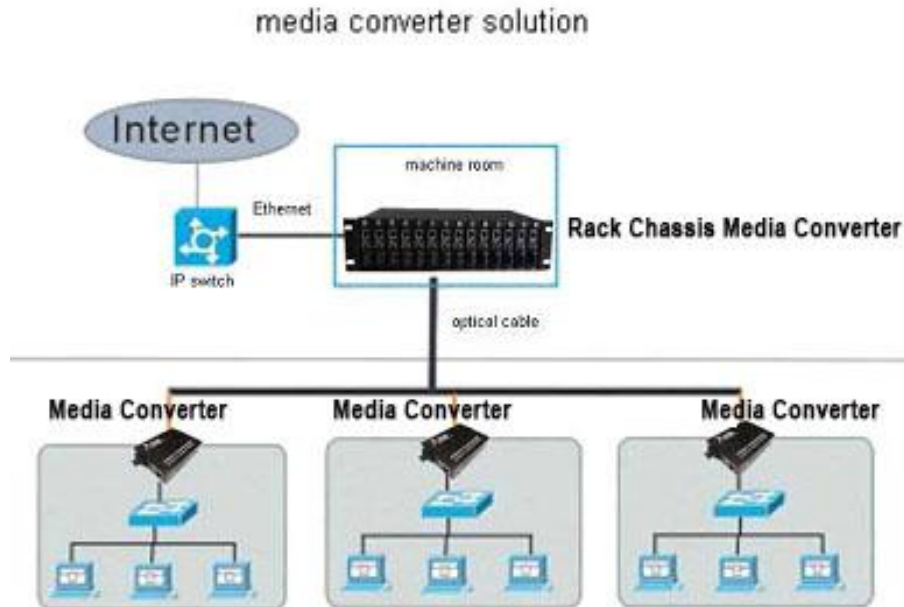 media converter solution
Internet
machine room
Ethernet
Rack Chassis Media Converter
IP switch
optical cable
Media Converter
Media Converter
Media Converter